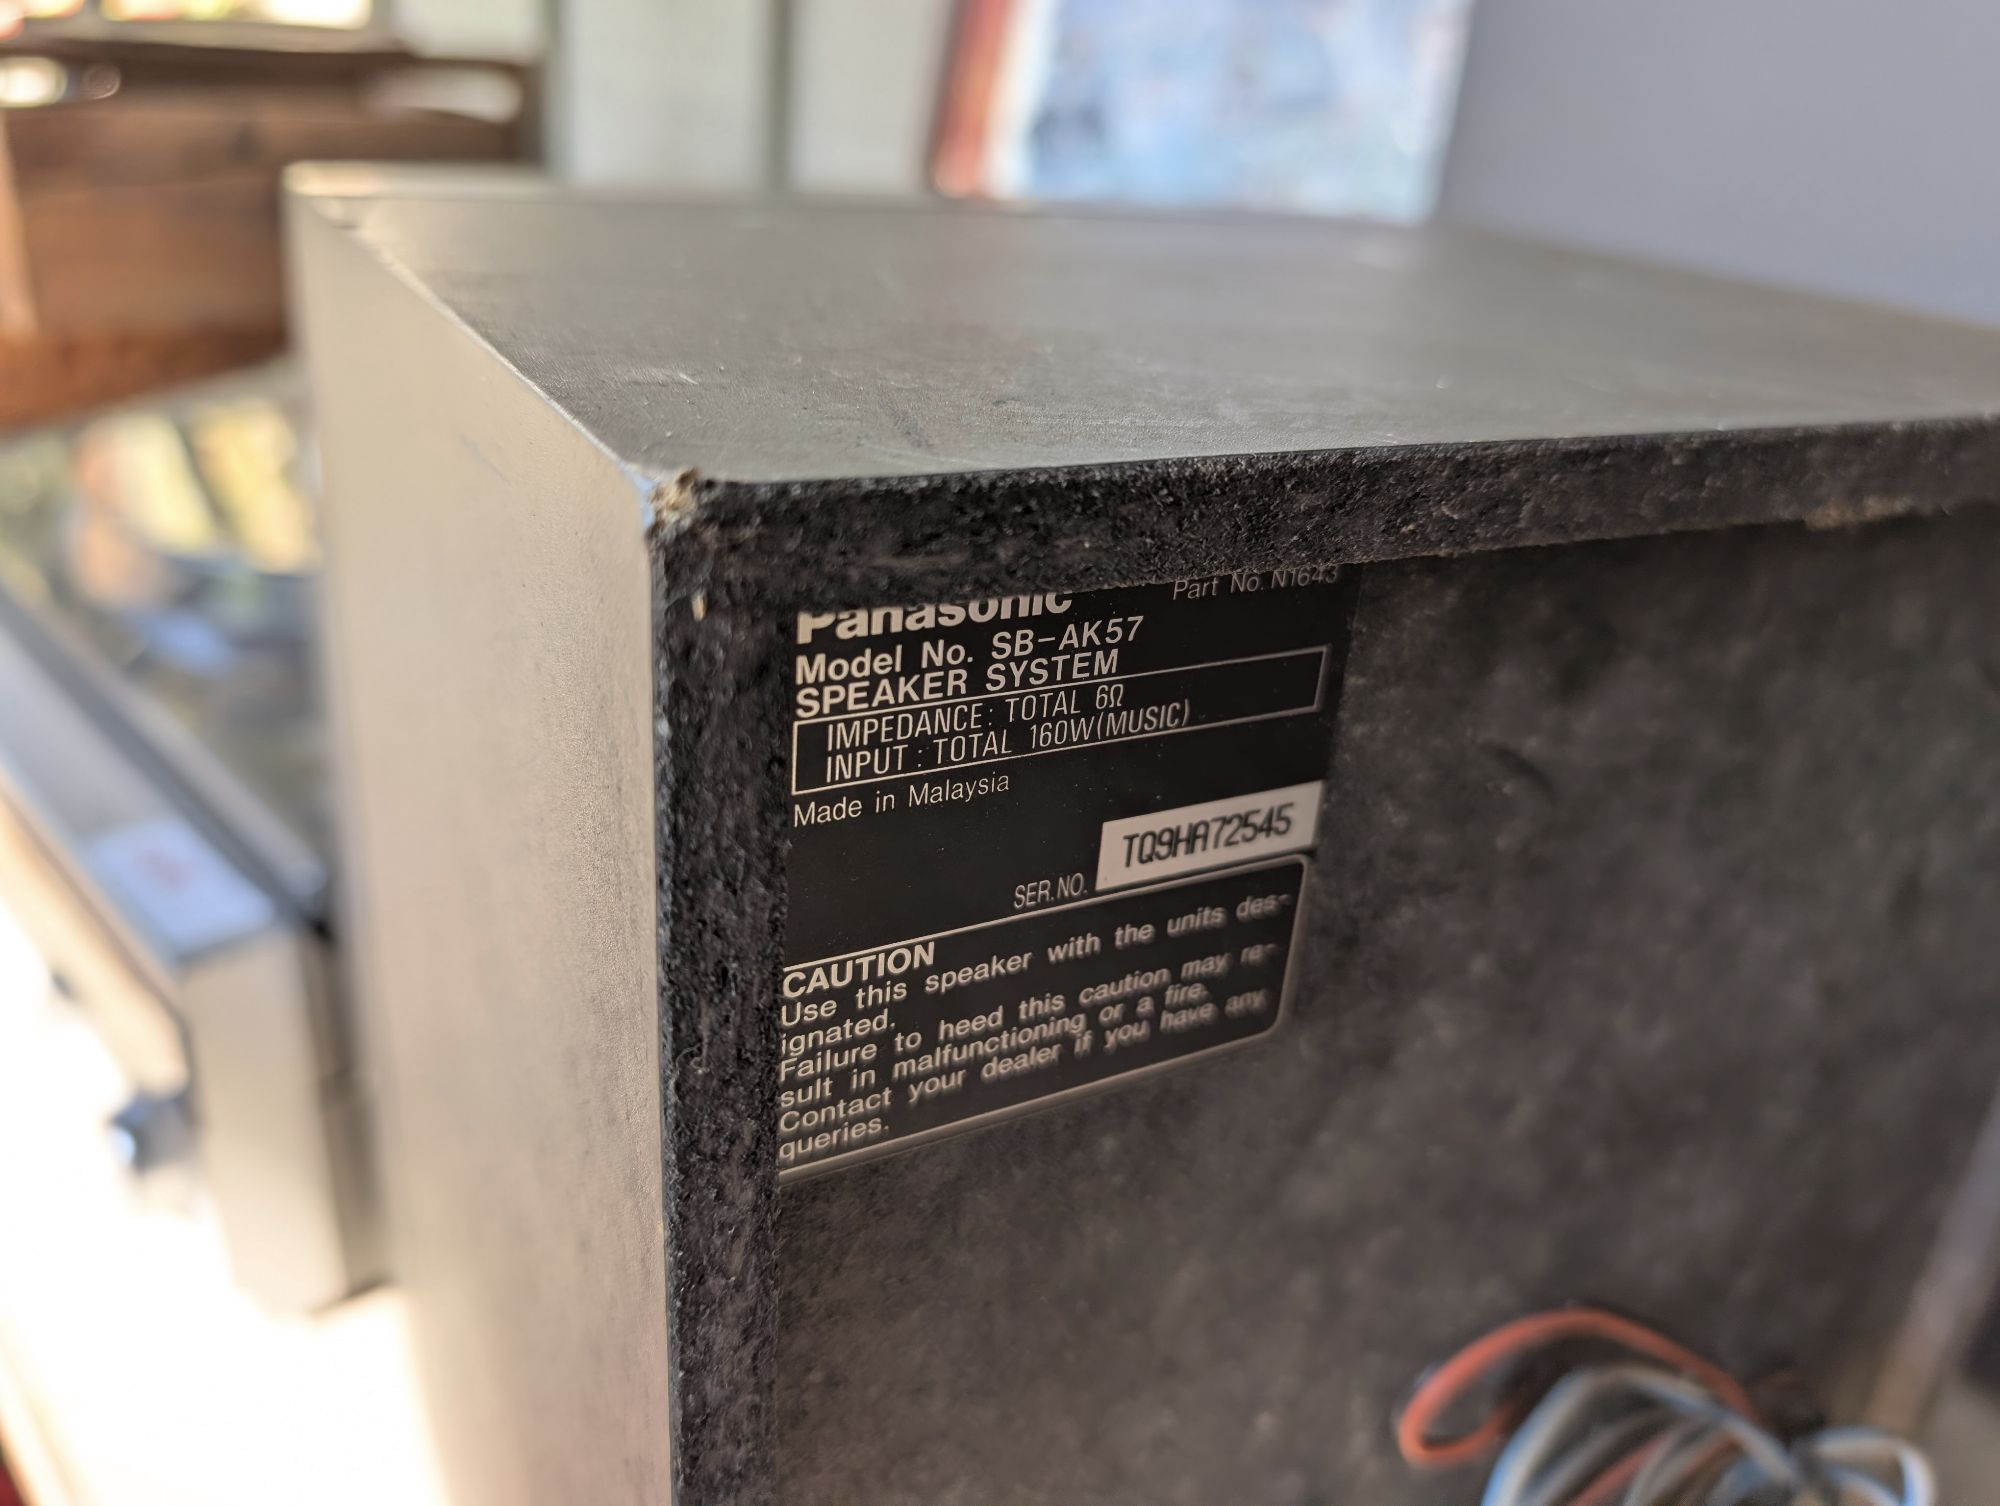 Panasonic
Part No. N1643
Model No. SB-AK57
SPEAKER SYSTEM
IMPEDANCE: TOTAL 6Ω
INPUT : TOTAL 160W(MUSIC)
Made in Malaysia
SER.NO. TQ9HA72545
CAUTION
Use this speaker with the units des-
ignated.
Failure to heed this caution may re-
sult in malfunctioning or a fire.
Contact your dealer if you have any
queries.